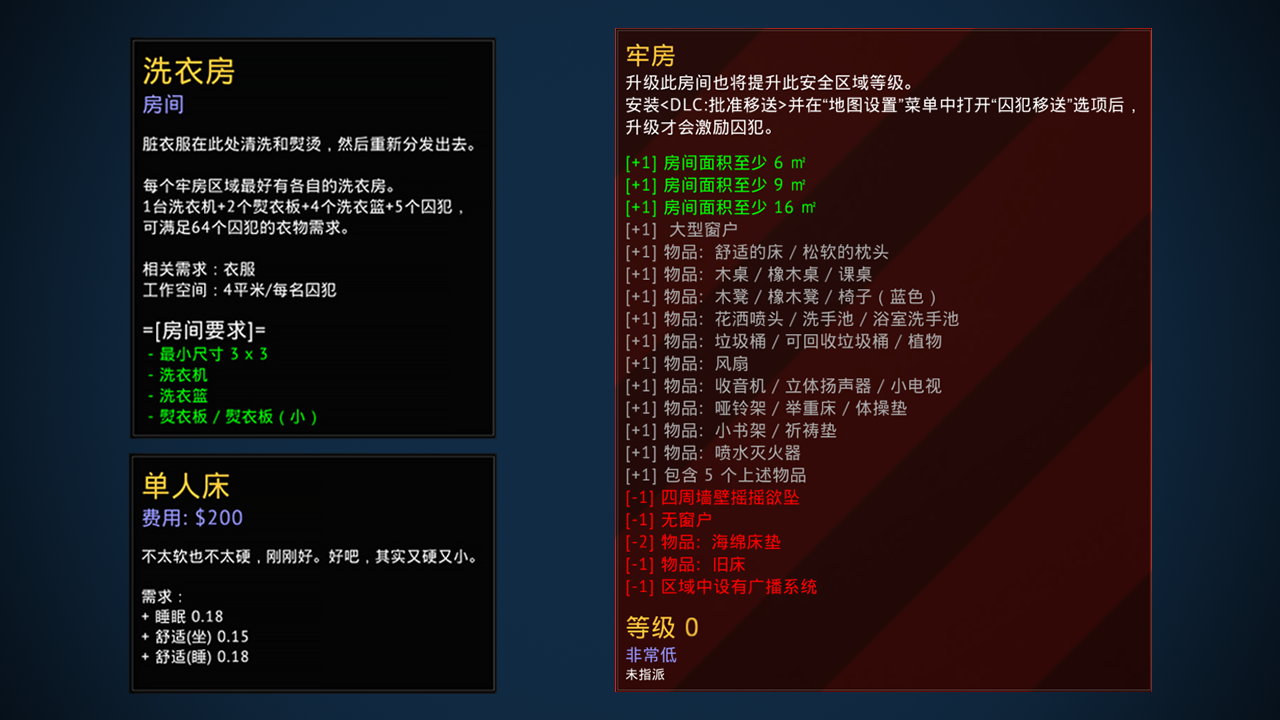 洗衣房
房间
脏衣服在此处清洗和熨烫，然后重新分发出去。
每个牢房区域最好有各自的洗衣房。
1台洗衣机+2个熨衣板+4个洗衣篮+5个囚犯，
可满足64个囚犯的衣物需求。
相关需求：衣服
工作空间：4平米/每名囚犯
=[房间要求]=
- 最小尺寸 3 x 3
- 洗衣机
- 洗衣篮
- 熨衣板 / 熨衣板（小）
单人床
费用: $200
不太软也不太硬，刚刚好。好吧，其实又硬又小。
需求：
+ 睡眠 0.18
+ 舒适(坐) 0.15
+ 舒适(睡) 0.18
牢房
升级此房间也将提升此安全区域等级。
安装<DLC:批准移送>并在“地图设置”菜单中打开“囚犯移送”选项后，
升级才会激励囚犯。
[+1] 房间面积至少 6 ㎡
[+1] 房间面积至少 9 ㎡
[+1] 房间面积至少 16 ㎡
[+1] 大型窗户
[+1] 物品: 舒适的床 / 松软的枕头
[+1] 物品: 木桌 / 橡木桌 / 课桌
[+1] 物品: 木凳 / 橡木凳 / 椅子（蓝色）
[+1] 物品: 花洒喷头 / 洗手池 / 浴室洗手池
[+1] 物品: 垃圾桶 / 可回收垃圾桶 / 植物
[+1] 物品: 风扇
[+1] 物品: 收音机 / 立体扬声器 / 小电视
[+1] 物品: 哑铃架 / 举重床 / 体操垫
[+1] 物品: 小书架 / 祈祷垫
[+1] 物品: 喷水灭火器
[+1] 包含 5 个上述物品
[-1] 四周墙壁摇摇欲坠
[-1] 无窗户
[-2] 物品: 海绵床垫
[-1] 物品: 旧床
[-1] 区域中设有广播系统
等级 0
非常低
未指派